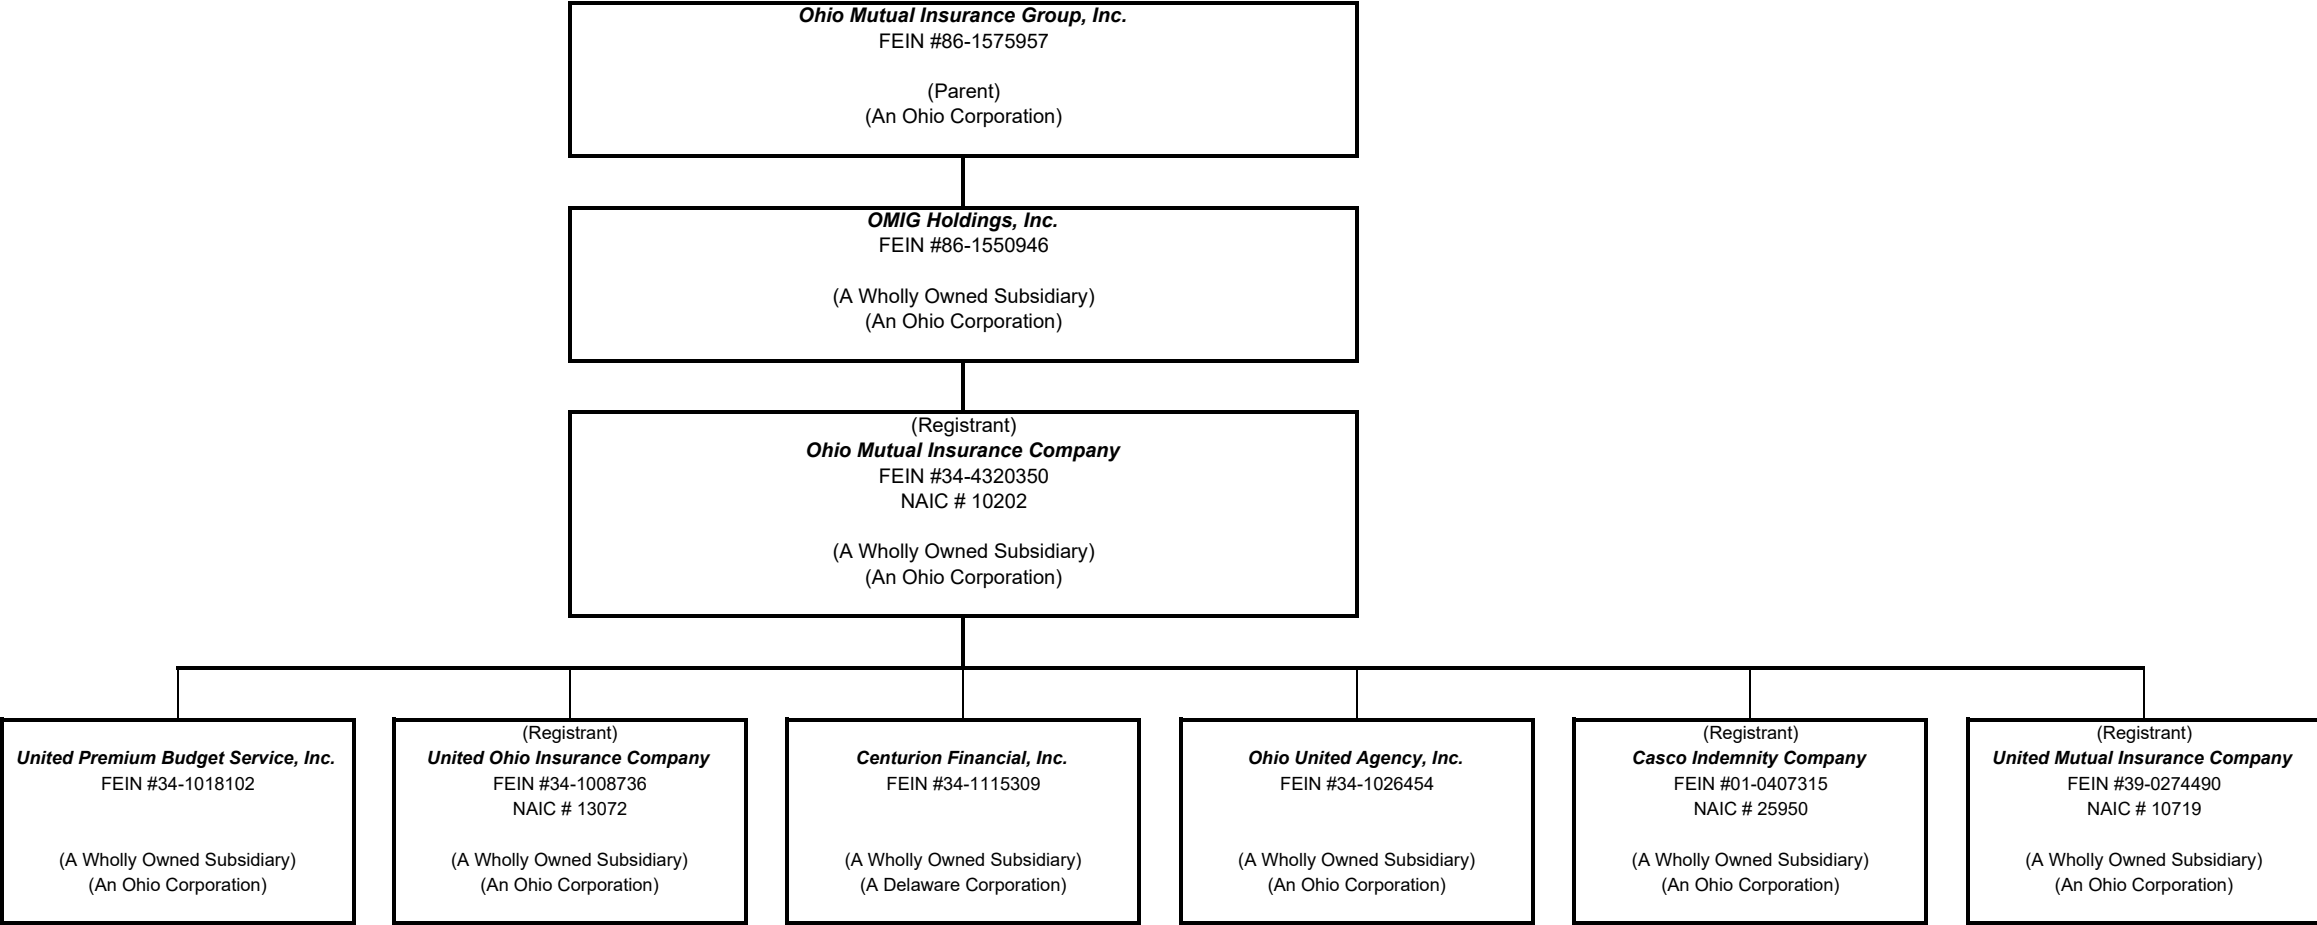 Ohio Mutual Insurance Group, Inc.
FEIN #86-1575957
(Parent)
(An Ohio Corporation)
OMIG Holdings, Inc.
FEIN #86-1550946
(A Wholly Owned Subsidiary)
(An Ohio Corporation)
(Registrant)
Ohio Mutual Insurance Company
FEIN #34-4320350
NAIC # 10202
(A Wholly Owned Subsidiary)
(An Ohio Corporation)
United Premium Budget Service, Inc.
FEIN #34-1018102
(A Wholly Owned Subsidiary)
(An Ohio Corporation)
(Registrant)
United Ohio Insurance Company
FEIN #34-1008736
NAIC # 13072
(A Wholly Owned Subsidiary)
(An Ohio Corporation)
Centurion Financial, Inc.
FEIN #34-1115309
(A Wholly Owned Subsidiary)
(A Delaware Corporation)
Ohio United Agency, Inc.
FEIN #34-1026454
(A Wholly Owned Subsidiary)
(An Ohio Corporation)
(Registrant)
Casco Indemnity Company
FEIN #01-0407315
NAIC # 25950
(A Wholly Owned Subsidiary)
(An Ohio Corporation)
(Registrant)
United Mutual Insurance Company
FEIN #39-0274490
NAIC # 10719
(A Wholly Owned Subsidiary)
(An Ohio Corporation)